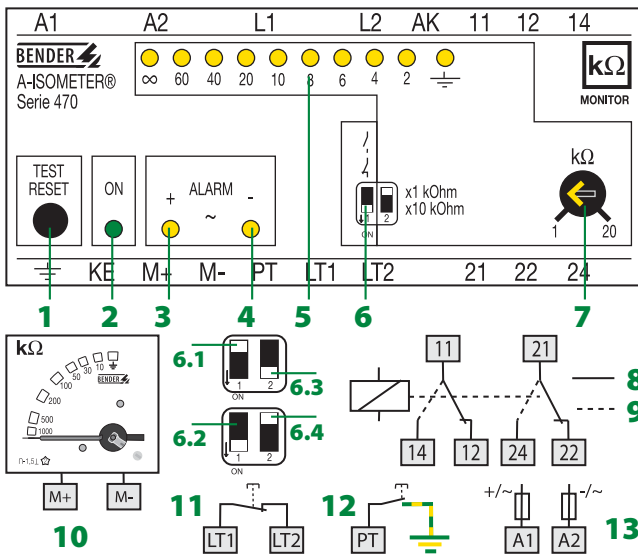 A1 A2 L1 L2 AK 11 12 14
BENDER
A-ISOMETER®
Serie 470
∞ 60 40 20 10 8 6 4 2
kΩ
MONITOR
TEST
RESET
ON
+ ALARM -
~
x1 kOhm
x10 kOhm
1 2
ON
kΩ
1 20
KE M+ M- PT LT1 LT2 21 22 24
1 2 3 4 5 6 7
kΩ
1000 500 200 100 50 30 10
BENDER
M+ M-
10
6.1
6.3
1 2
ON
6.2
6.4
1 2
ON
11 21
8
9
14 12 24 22
11
LT1 LT2
12
PT
+/~ -/~
A1 A2
13